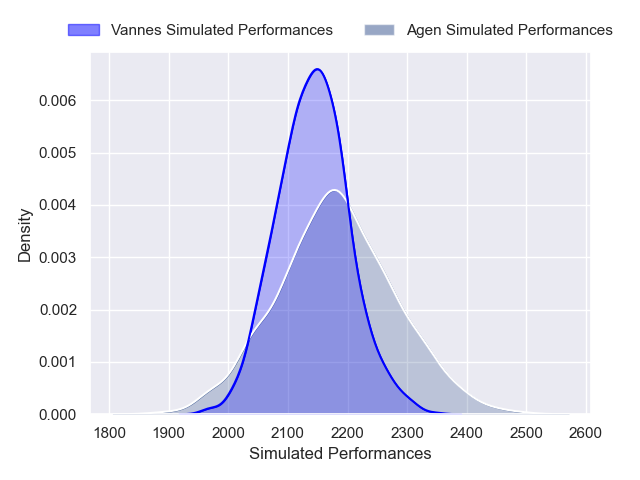 Vannes Simulated Performances
Agen Simulated Performances
Density
0.006
0.005
0.004
0.003
0.002
0.001
0.000
1800 1900 2000 2100 2200 2300 2400 2500 2600
Simulated Performances